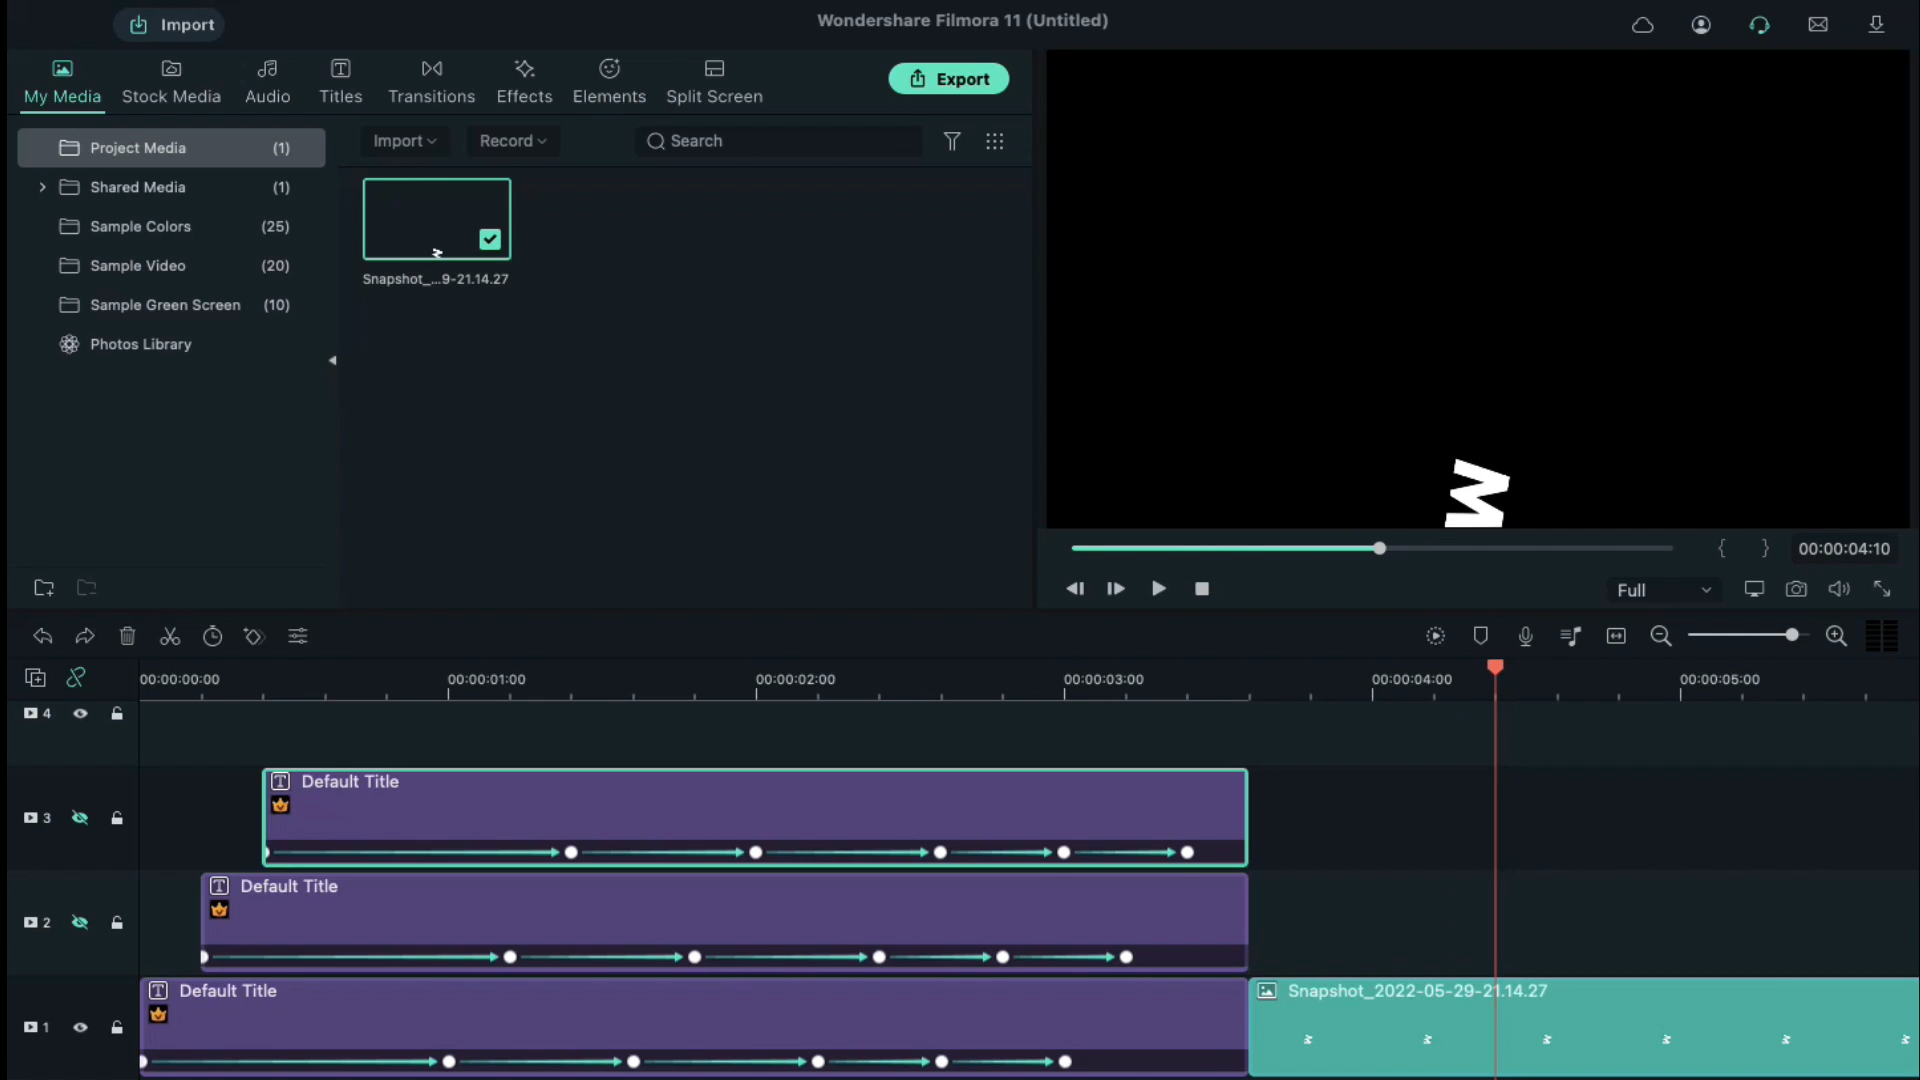 Import
Wondershare Filmora 11 (Untitled)
My Media
Stock Media
Audio
Titles
Transitions
Effects
Elements
Split Screen
Export
Project Media (1)
Shared Media (1)
Sample Colors (25)
Sample Video (20)
Sample Green Screen (10)
Photos Library
Import
Record
Search
Snapshot_...9-21.14.27
W
{ }
00:00:04:10
Full
00:00:00:00
00:00:01:00
00:00:02:00
00:00:03:00
00:00:04:00
00:00:05:00
4
3
T Default Title
2
T Default Title
1
T Default Title
Snapshot_2022-05-29-21.14.27